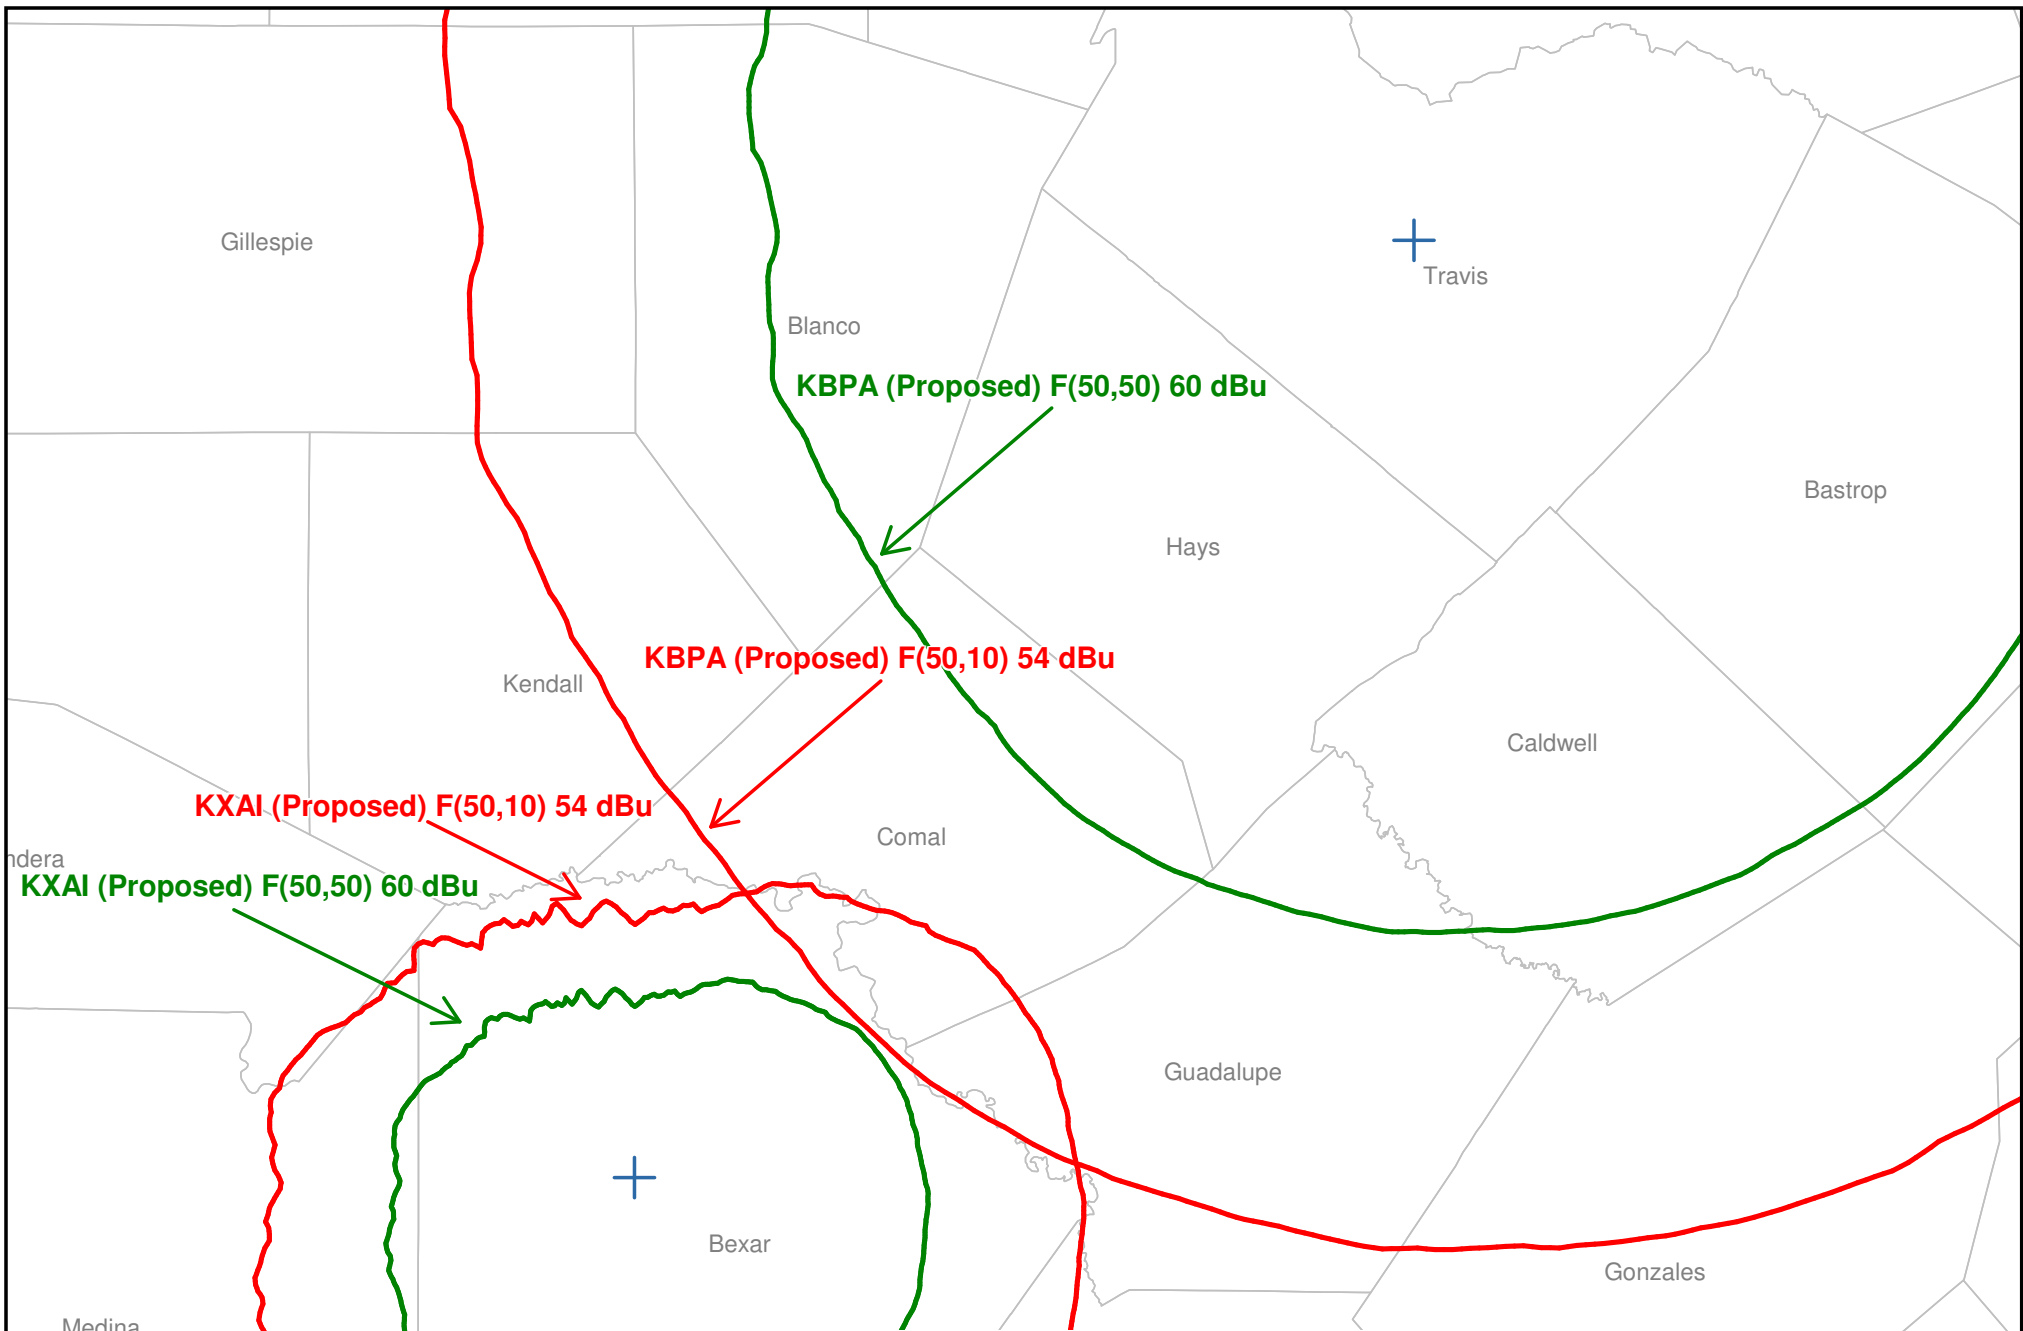 Gillespie
Travis
Blanco
KBPA (Proposed) F(50,50) 60 dBu
Bastrop
Hays
KBPA (Proposed) F(50,10) 54 dBu
Kendall
Caldwell
KXAI (Proposed) F(50,10) 54 dBu
Comal
ndera
KXAI (Proposed) F(50,50) 60 dBu
Guadalupe
Bexar
Gonzales
Medina